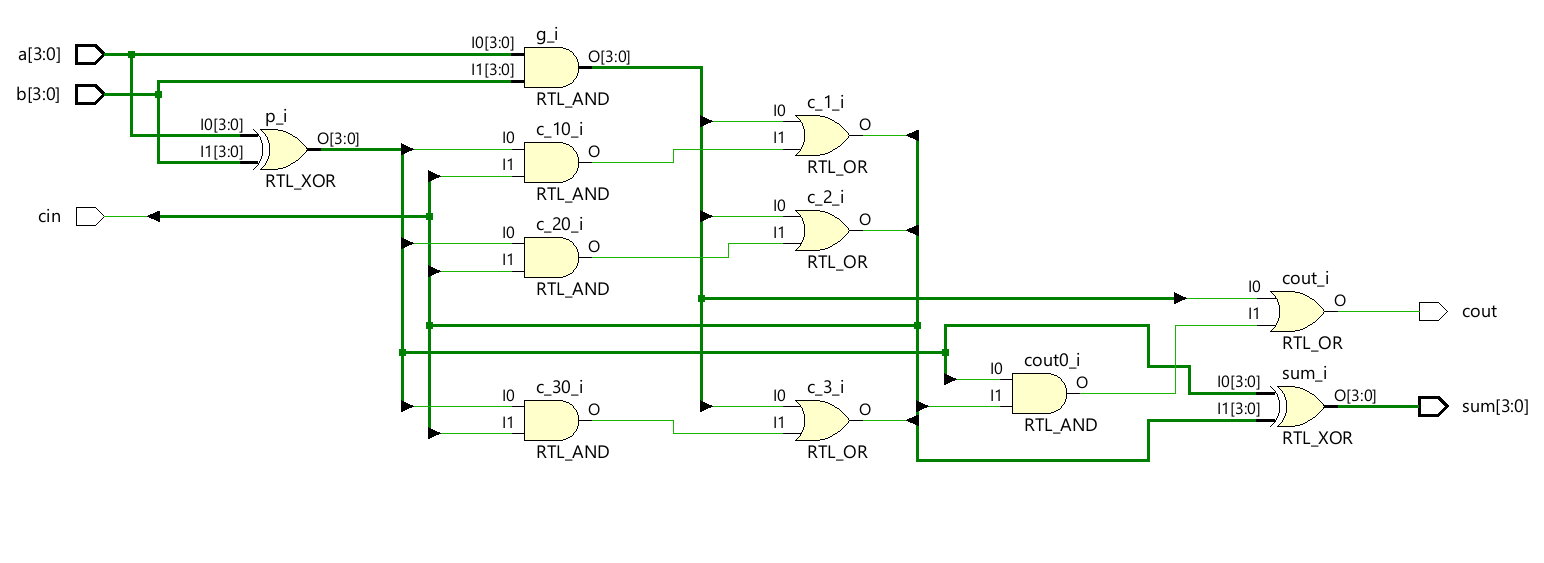 a[3:0]
b[3:0]
cin
p_i
I0[3:0]
I1[3:0]
O[3:0]
RTL_XOR
g_i
I0[3:0]
I1[3:0]
O[3:0]
RTL_AND
c_10_i
I0
I1
O
RTL_AND
c_20_i
I0
I1
O
RTL_AND
c_30_i
I0
I1
O
RTL_AND
c_1_i
I0
I1
O
RTL_OR
c_2_i
I0
I1
O
RTL_OR
c_3_i
I0
I1
O
RTL_OR
cout0_i
I0
I1
O
RTL_AND
cout_i
I0
I1
O
RTL_OR
sum_i
I0[3:0]
I1[3:0]
O[3:0]
RTL_XOR
cout
sum[3:0]